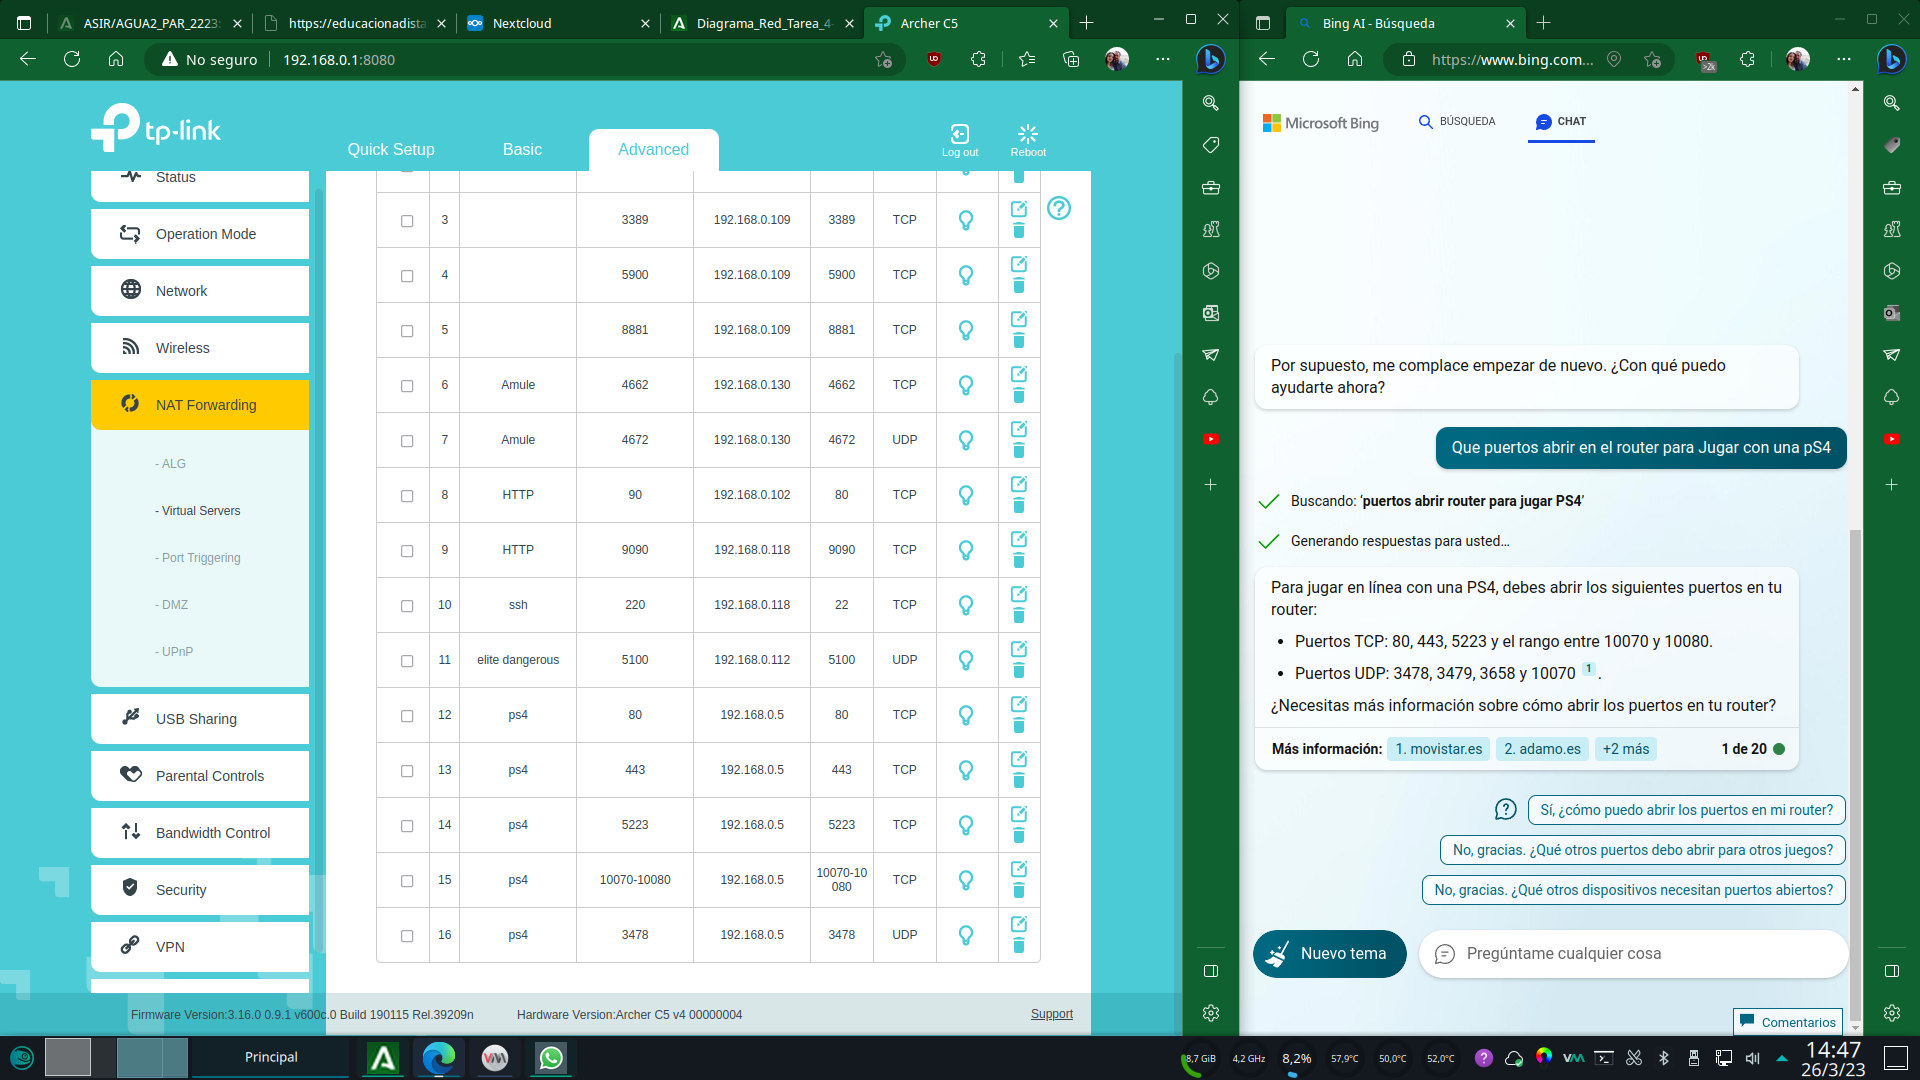 ASIR/AGUA2_PAR_2223:
https://educacionadista
Nextcloud
Diagrama_Red_Tarea_4-
Archer C5
No seguro
192.168.0.1:8080
tp-link
Quick Setup
Basic
Advanced
Log out
Reboot
Status
Operation Mode
Network
Wireless
NAT Forwarding
- ALG
- Virtual Servers
- Port Triggering
- DMZ
- UPnP
USB Sharing
Parental Controls
Bandwidth Control
Security
VPN
3 3389 192.168.0.109 3389 TCP
4 5900 192.168.0.109 5900 TCP
5 8881 192.168.0.109 8881 TCP
6 Amule 4662 192.168.0.130 4662 TCP
7 Amule 4672 192.168.0.130 4672 UDP
8 HTTP 90 192.168.0.102 80 TCP
9 HTTP 9090 192.168.0.118 9090 TCP
10 ssh 220 192.168.0.118 22 TCP
11 elite dangerous 5100 192.168.0.112 5100 UDP
12 ps4 80 192.168.0.5 80 TCP
13 ps4 443 192.168.0.5 443 TCP
14 ps4 5223 192.168.0.5 5223 TCP
15 ps4 10070-10080 192.168.0.5 10070-10080 TCP
16 ps4 3478 192.168.0.5 3478 UDP
Firmware Version:3.16.0 0.9.1 v600c.0 Build 190115 Rel.39209n
Hardware Version:Archer C5 v4 00000004
Support
Bing AI - Búsqueda
https://www.bing.com...
>2k
Microsoft Bing
BÚSQUEDA
CHAT
Por supuesto, me complace empezar de nuevo. ¿Con qué puedo
ayudarte ahora?
Que puertos abrir en el router para Jugar con una pS4
Buscando: ‘puertos abrir router para jugar PS4’
Generando respuestas para usted...
Para jugar en línea con una PS4, debes abrir los siguientes puertos en tu
router:
• Puertos TCP: 80, 443, 5223 y el rango entre 10070 y 10080.
• Puertos UDP: 3478, 3479, 3658 y 10070 1 .
¿Necesitas más información sobre cómo abrir los puertos en tu router?
Más información: 1. movistar.es 2. adamo.es +2 más 1 de 20
Sí, ¿cómo puedo abrir los puertos en mi router?
No, gracias. ¿Qué otros puertos debo abrir para otros juegos?
No, gracias. ¿Qué otros dispositivos necesitan puertos abiertos?
Nuevo tema
Pregúntame cualquier cosa
Comentarios
Principal
8,7 GiB
4,2 GHz
8,2%
57,9°C
50,0°C
52,0°C
14:47
26/3/23